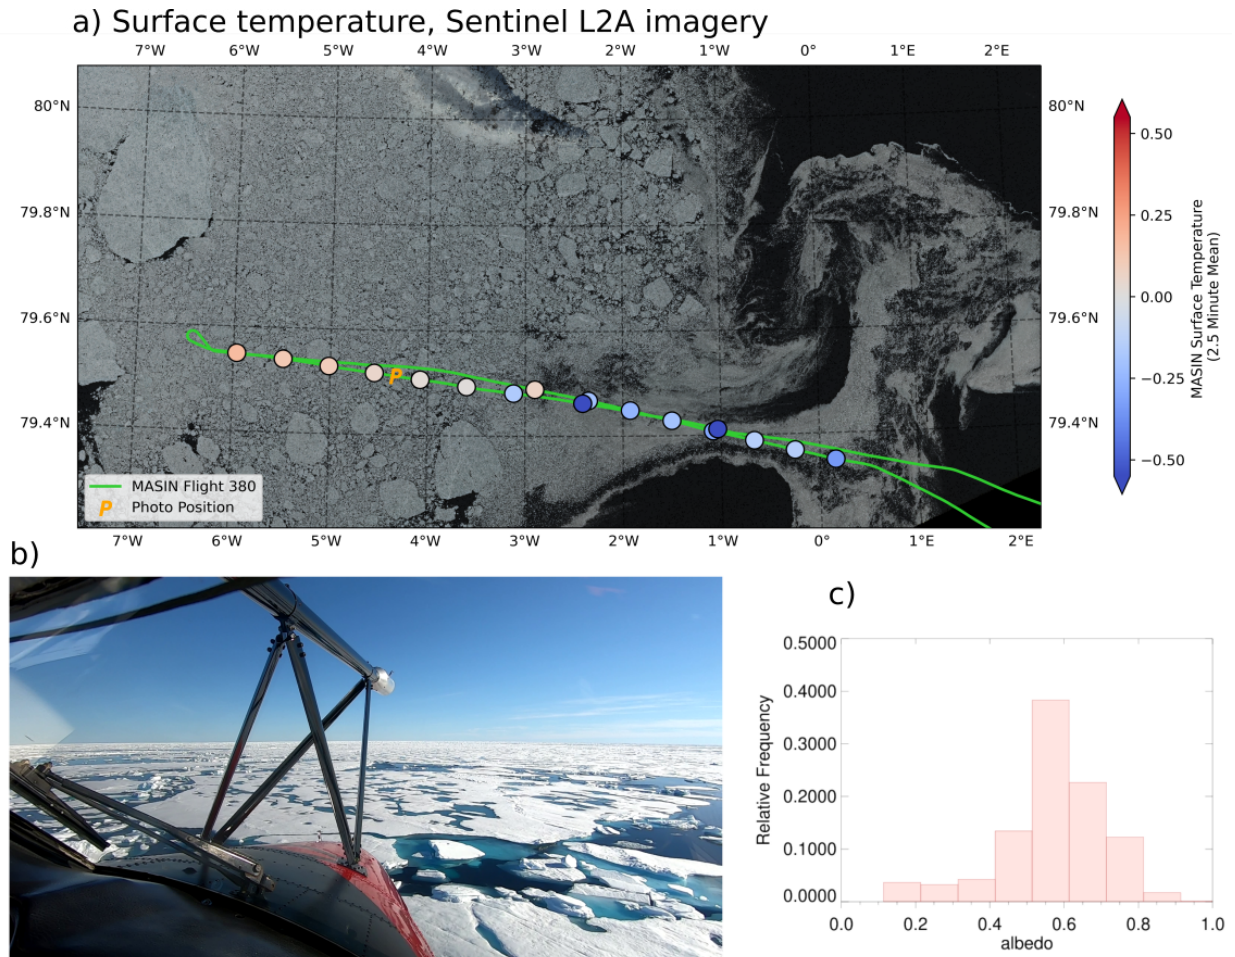 a) Surface temperature, Sentinel L2A imagery
7°W 6°W 5°W 4°W 3°W 2°W 1°W 0° 1°E 2°E
80°N
79.8°N
79.6°N
79.4°N
80°N
79.8°N
79.6°N
79.4°N
P
MASIN Flight 380
P Photo Position
7°W 6°W 5°W 4°W 3°W 2°W 1°W 0° 1°E 2°E
0.50
0.25
0.00
−0.25
−0.50
MASIN Surface Temperature
(2.5 Minute Mean)
b)
c)
0.5000
0.4000
0.3000
0.2000
0.1000
0.0000
Relative Frequency
0.0 0.2 0.4 0.6 0.8 1.0
albedo